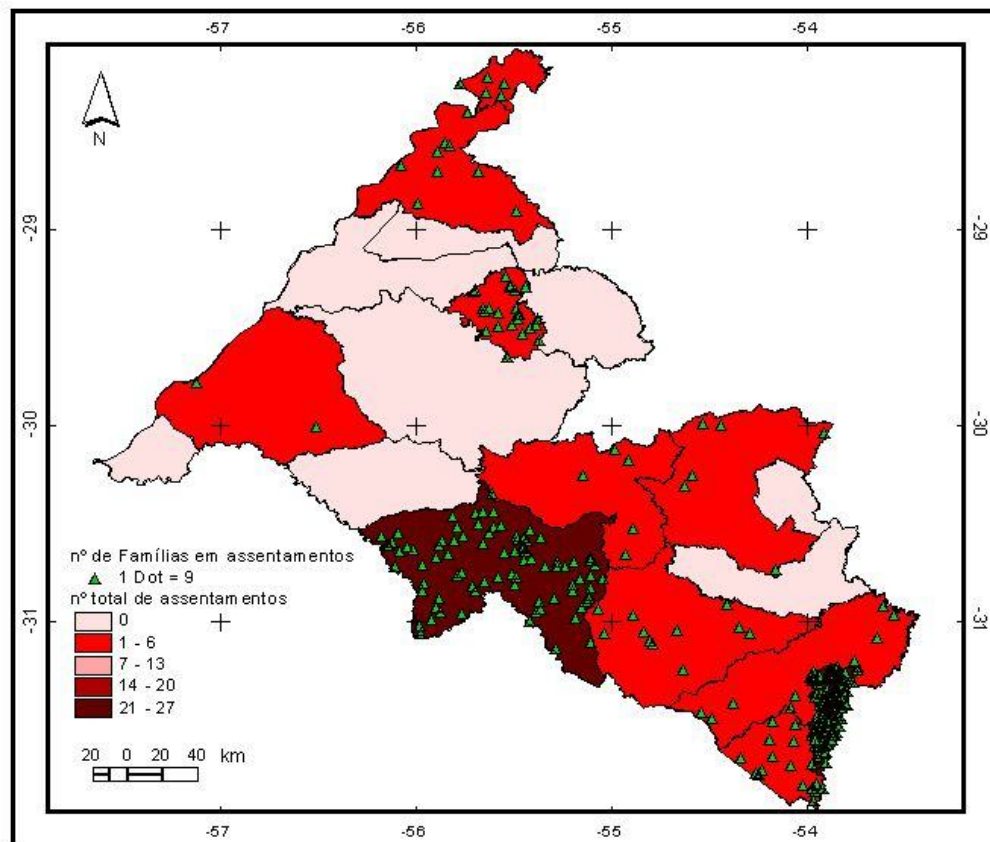 -57 -56 -55 -54
N
-29 -29
-30 -30
nº de Famílias em assentamentos
1 Dot = 9
nº total de assentamentos
0
1 - 6
-31 -31
7 - 13
14 - 20
21 - 27
20 0 20 40 km
-57 -56 -55 -54